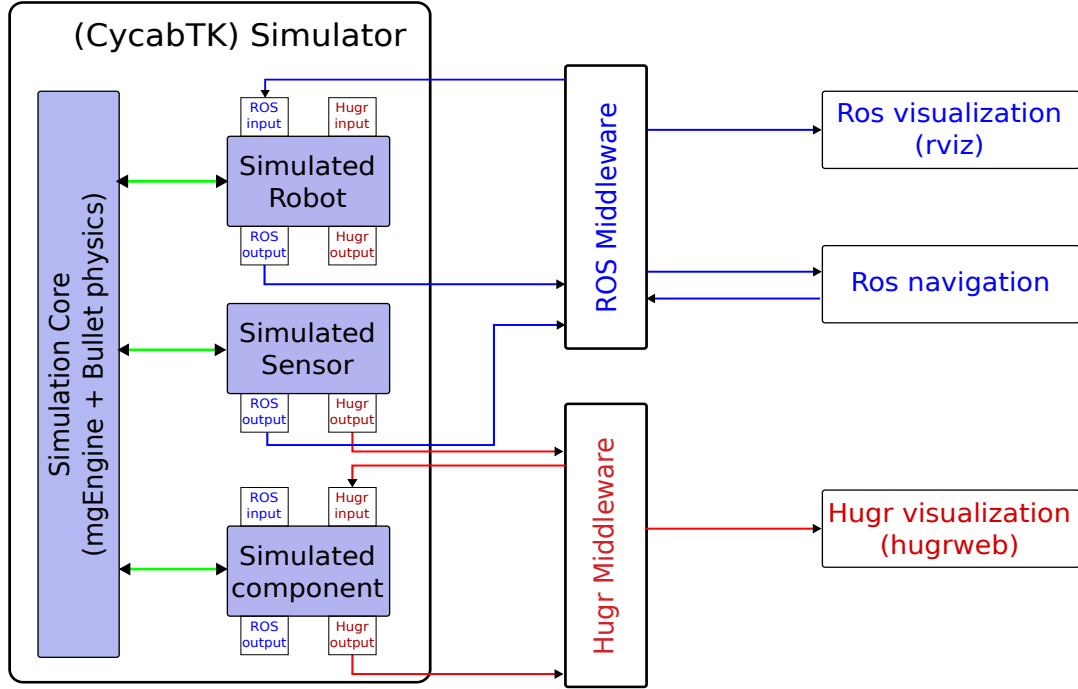 (CycabTK) Simulator
Simulation Core
(mgEngine + Bullet physics)
ROS
input
Hugr
input
Simulated
Robot
ROS
output
Hugr
output
Simulated
Sensor
ROS
output
Hugr
output
ROS
input
Hugr
input
Simulated
component
ROS
output
Hugr
output
ROS Middleware
Hugr Middleware
Ros visualization
(rviz)
Ros navigation
Hugr visualization
(hugrweb)